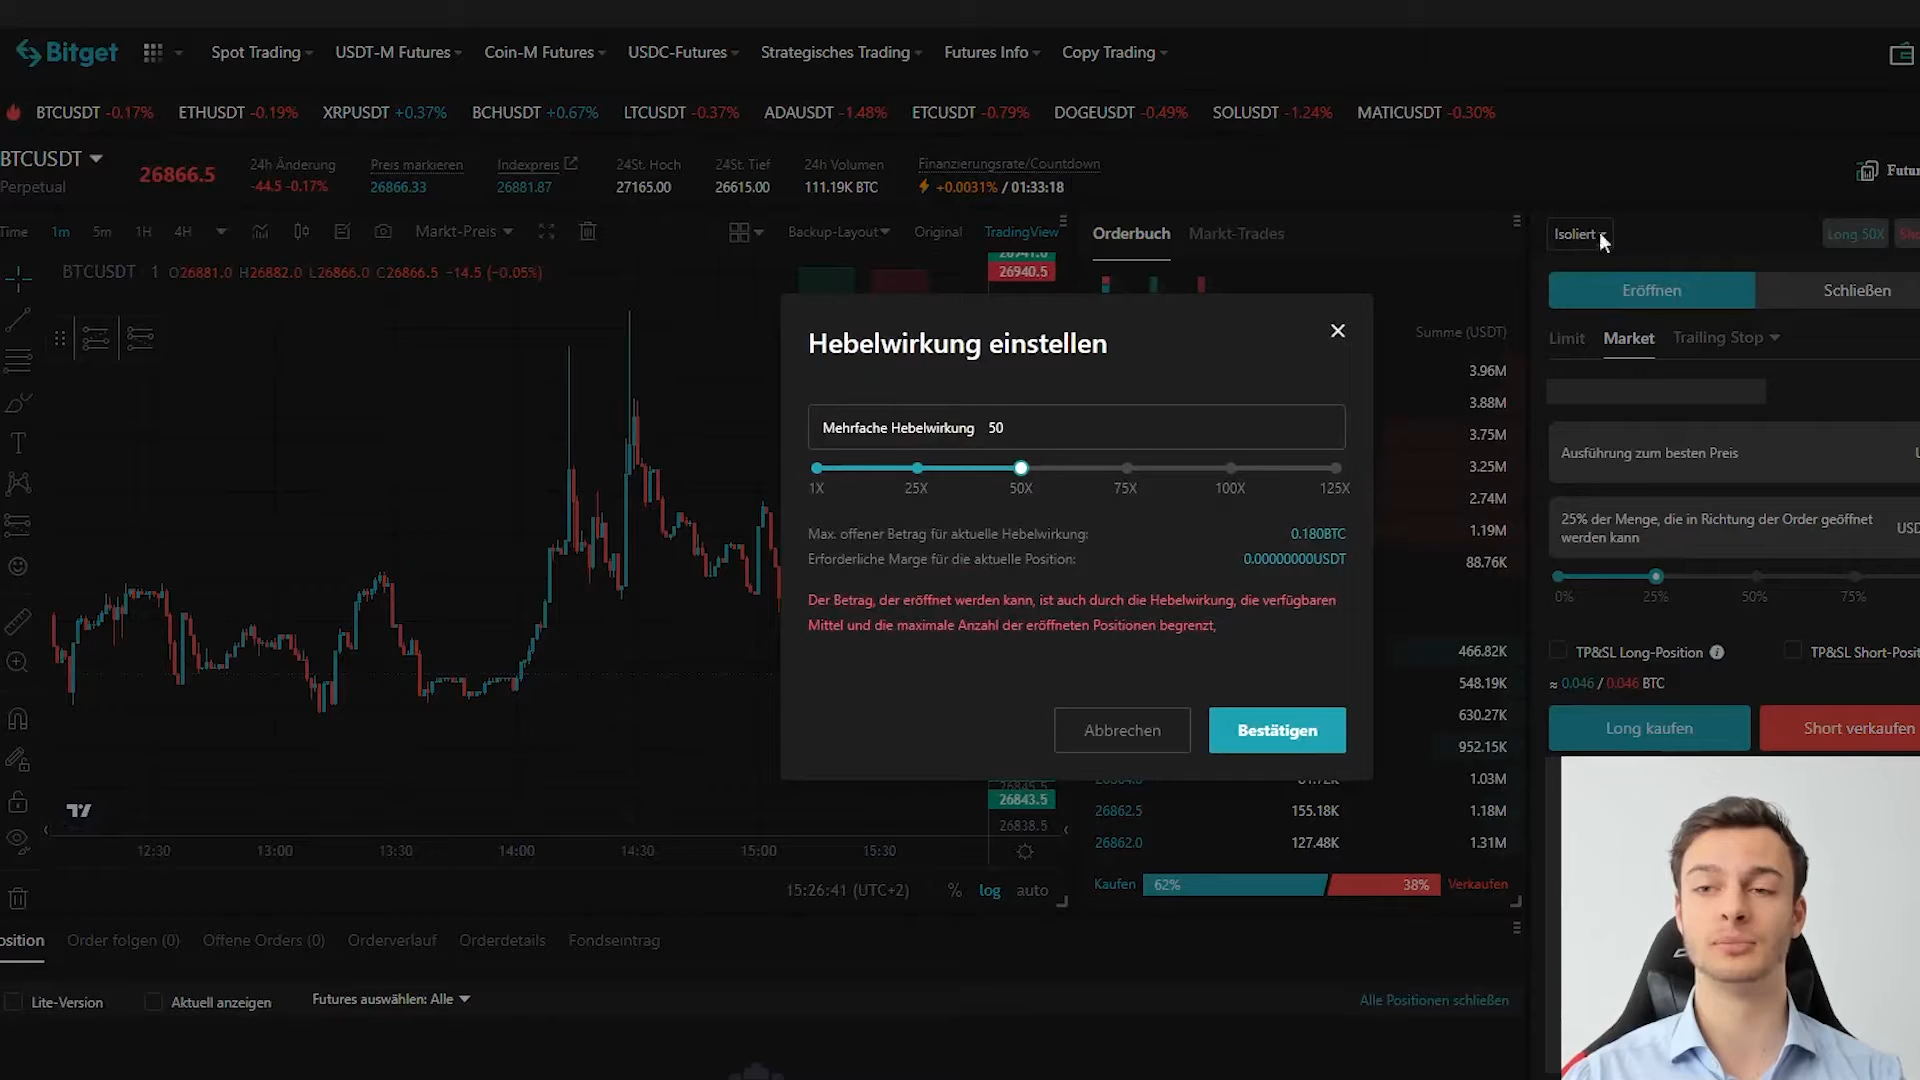 Bitget
Spot Trading
USDT-M Futures
Coin-M Futures
USDC-Futures
Strategisches Trading
Futures Info
Copy Trading
BTCUSDT -0.17% ETHUSDT -0.19% XRPUSDT +0.37% BCHUSDT +0.67% LTCUSDT -0.37% ADAUSDT -1.48% ETCUSDT -0.79% DOGEUSDT -0.49% SOLUSDT -1.24% MATICUSDT -0.30%
BTCUSDT
Perpetual
26866.5
24h Änderung
-44.5 -0.17%
Preis markieren
26866.33
Indexpreis
26881.87
24St. Hoch
27165.00
24St. Tief
26615.00
24h Volumen
111.19K BTC
Finanzierungsrate/Countdown
+0.0031% / 01:33:18
Time 1m 5m 1H 4H
Markt-Preis
Backup-Layout
Original
TradingView
BTCUSDT 1 O26881.0 H26882.0 L26866.0 C26866.5 −14.5 (−0.05%)
26940.5
26843.5
26838.5
12:30 13:00 13:30 14:00 14:30 15:00 15:30
15:26:41 (UTC+2) % log auto
Orderbuch
Markt-Trades
Summe (USDT)
3.96M
3.88M
3.75M
3.25M
2.74M
1.19M
88.76K
466.82K
548.19K
630.27K
952.15K
1.03M
26862.5 155.18K 1.18M
26862.0 127.48K 1.31M
Kaufen 62% 38% Verkaufen
Hebelwirkung einstellen
Mehrfache Hebelwirkung 50
1X 25X 50X 75X 100X 125X
Max. offener Betrag für aktuelle Hebelwirkung: 0.180BTC
Erforderliche Marge für die aktuelle Position: 0.00000000USDT
Der Betrag, der eröffnet werden kann, ist auch durch die Hebelwirkung, die verfügbaren
Mittel und die maximale Anzahl der eröffneten Positionen begrenzt,
Abbrechen
Bestätigen
Isoliert
Long 50X
Eröffnen
Schließen
Limit
Market
Trailing Stop
Ausführung zum besten Preis
25% der Menge, die in Richtung der Order geöffnet
werden kann
0% 25% 50% 75%
TP&SL Long-Position
≈ 0.046 / 0.046 BTC
Long kaufen
Short verkaufen
Order folgen (0)
Offene Orders (0)
Orderverlauf
Orderdetails
Fondseintrag
Lite-Version
Aktuell anzeigen
Futures auswählen: Alle
Alle Positionen schließen